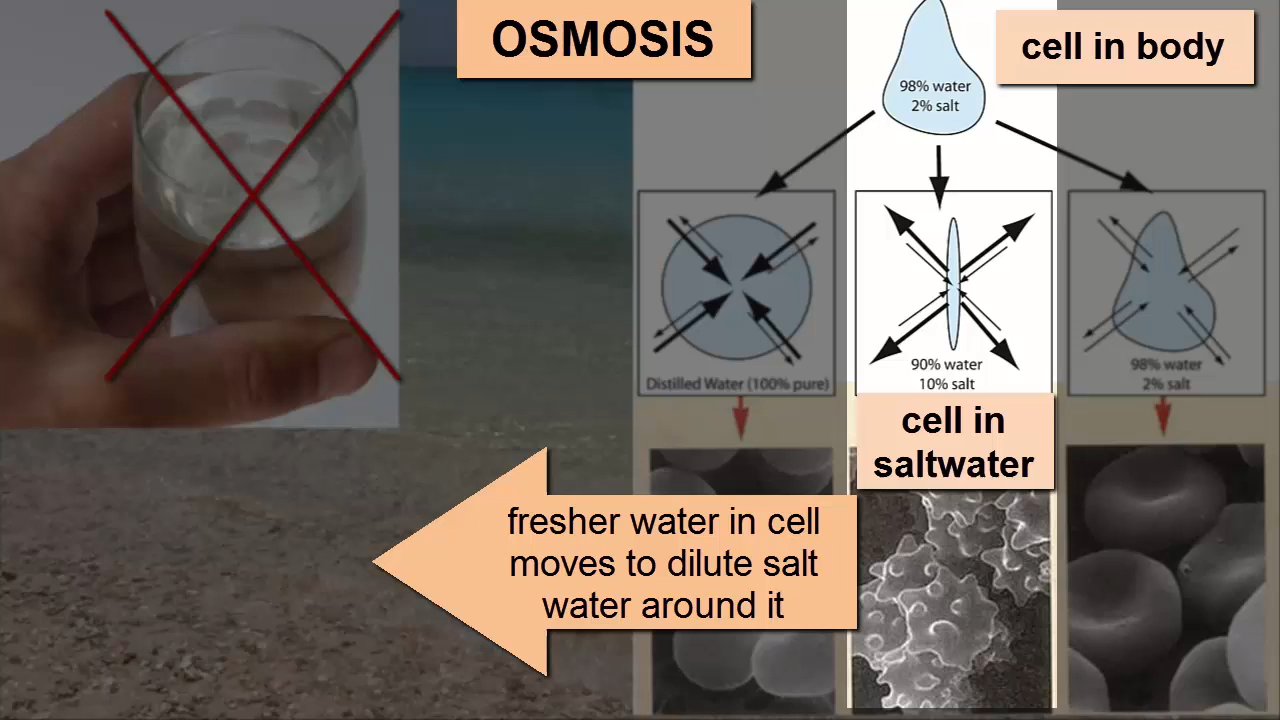 OSMOSIS
cell in body
98% water
2% salt
Distilled Water (100% pure)
90% water
10% salt
98% water
2% salt
cell in
saltwater
fresher water in cell
moves to dilute salt
water around it